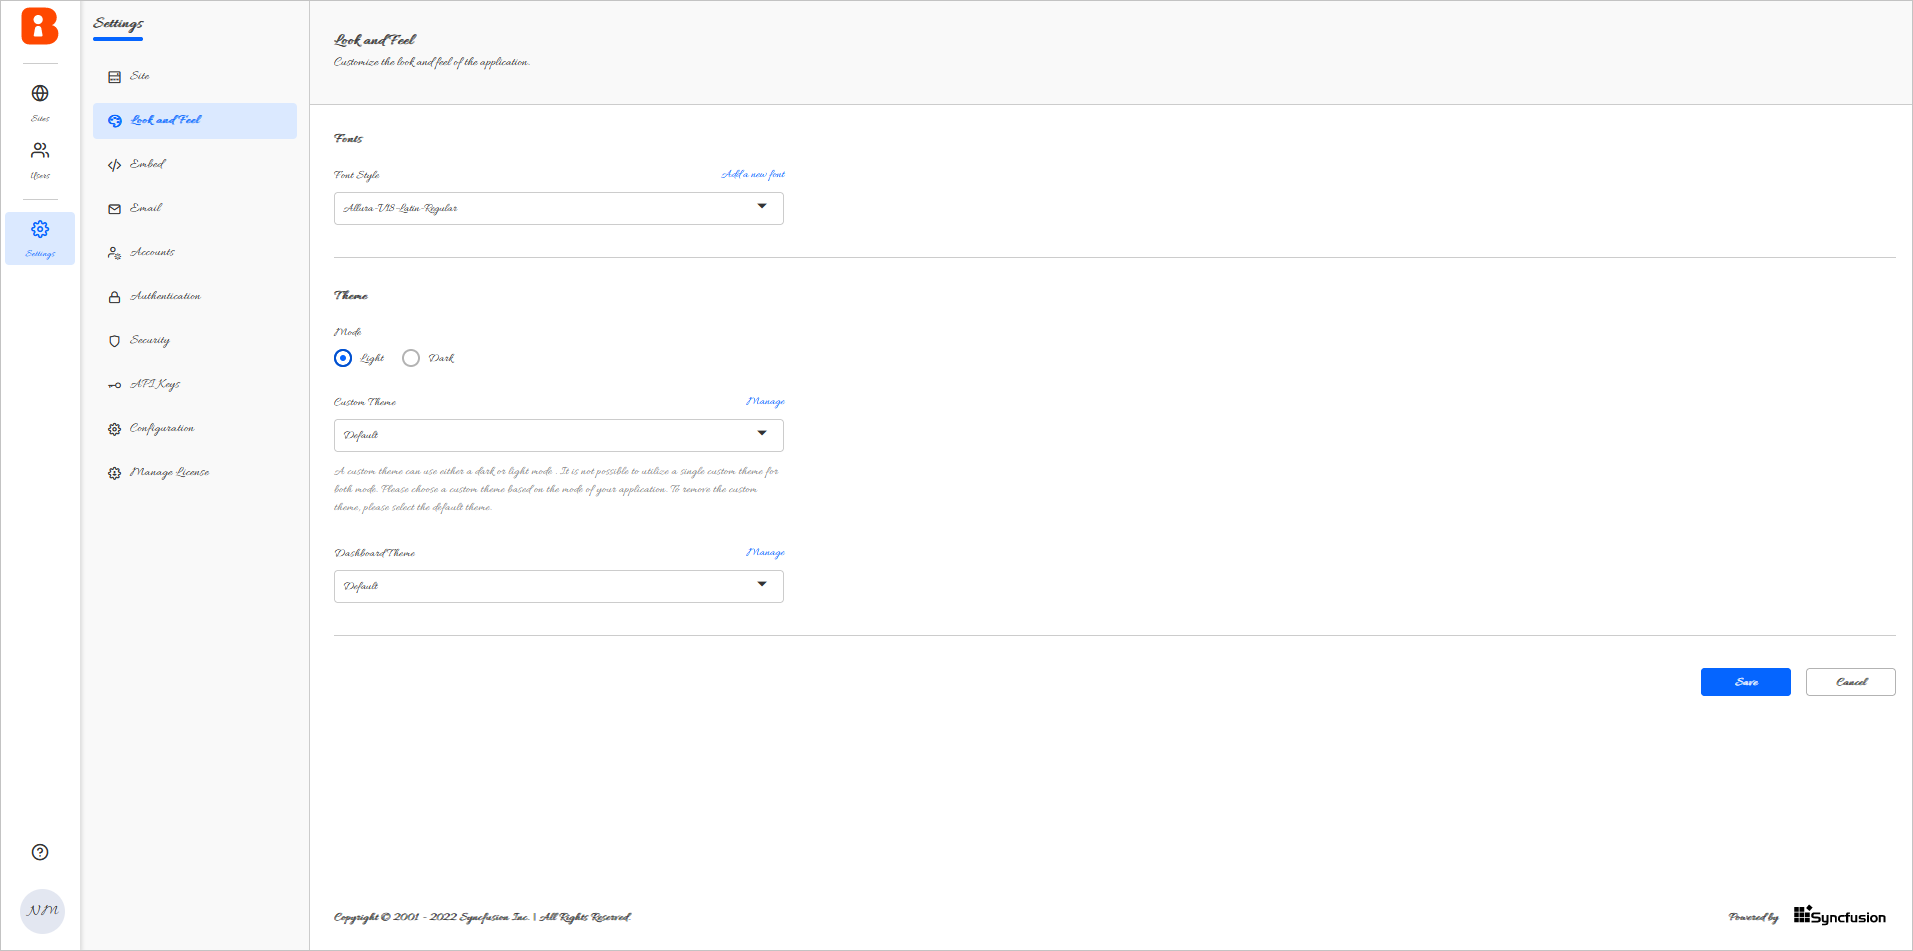 Sites
Users
Settings
NM
Settings
Site
Look and Feel
Embed
Email
Accounts
Authentication
Security
API Keys
Configuration
Manage License
Look and Feel
Customize the look and feel of the application.
Fonts
Font Style
Add a new font
Allura-V18-Latin-Regular
Theme
Mode
Light
Dark
Custom Theme
Manage
Default
A custom theme can use either a dark or light mode . It is not possible to utilize a single custom theme for
both mode. Please choose a custom theme based on the mode of your application. To remove the custom
theme, please select the default theme.
Dashboard Theme
Manage
Default
Save
Cancel
Copyright © 2001 - 2022 Syncfusion Inc. | All Rights Reserved.
Powered by
Syncfusion